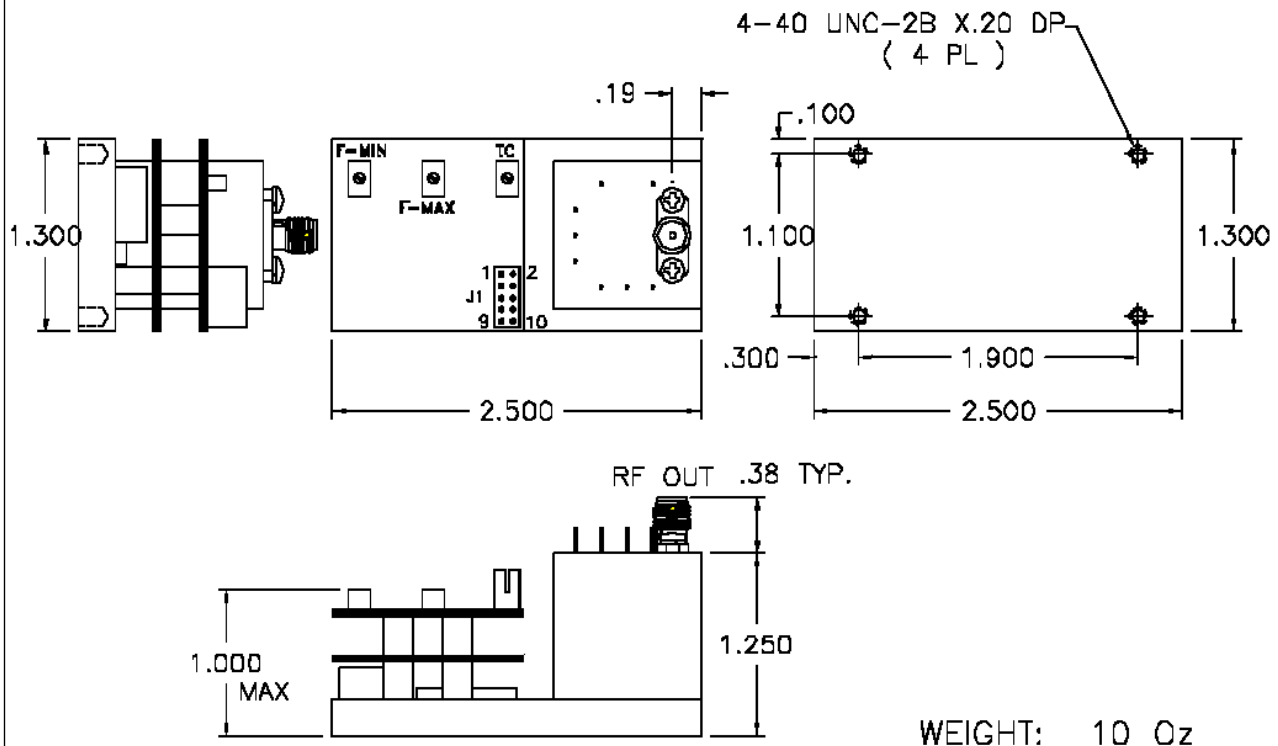 4-40 UNC-2B X.20 DP
( 4 PL )
.19
.100
F-MIN
TC
F-MAX
1.300
1.100
1.300
1 2
J1
9 10
.300
1.900
2.500
2.500
RF OUT .38 TYP.
1.000
MAX
1.250
WEIGHT: 10 Oz